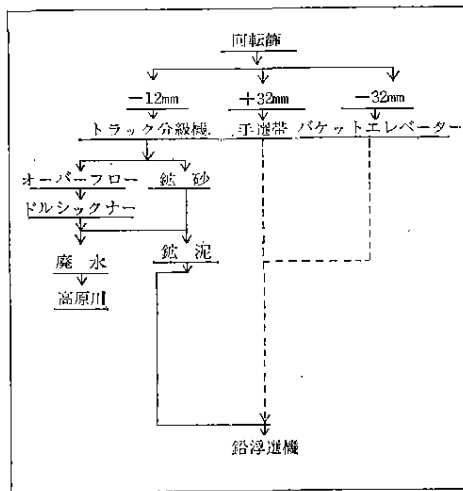 回転篩
-12mm +32mm -32mm
トラック分級機 手選帯 バケットエレベーター
オーバーフロー 鉱砂
ドルシックナー
廃水 鉱泥
高原川
鉛浮選機